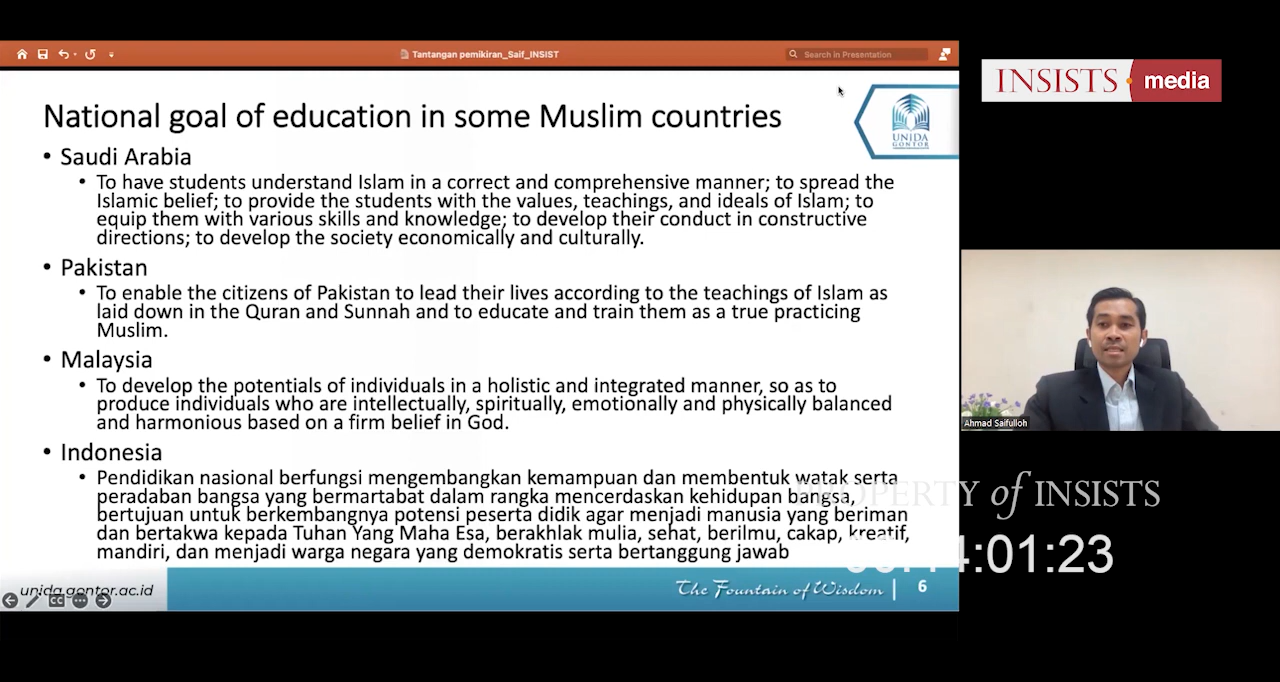 Tantangan pemikiran_Saif_INSIST
Search in Presentation
INSISTS media
National goal of education in some Muslim countries
UNIDA
GONTOR
• Saudi Arabia
• To have students understand Islam in a correct and comprehensive manner; to spread the
Islamic belief; to provide the students with the values, teachings, and ideals of Islam; to
equip them with various skills and knowledge; to develop their conduct in constructive
directions; to develop the society economically and culturally.
• Pakistan
• To enable the citizens of Pakistan to lead their lives according to the teachings of Islam as
laid down in the Quran and Sunnah and to educate and train them as a true practicing
Muslim.
• Malaysia
• To develop the potentials of individuals in a holistic and integrated manner, so as to
produce individuals who are intellectually, spiritually, emotionally and physically balanced
and harmonious based on a firm belief in God.
• Indonesia
• Pendidikan nasional berfungsi mengembangkan kemampuan dan membentuk watak serta
peradaban bangsa yang bermartabat dalam rangka mencerdaskan kehidupan bangsa,
bertujuan untuk berkembangnya potensi peserta didik agar menjadi manusia yang beriman
dan bertakwa kepada Tuhan Yang Maha Esa, berakhlak mulia, sehat, berilmu, cakap, kreatif,
mandiri, dan menjadi warga negara yang demokratis serta bertanggung jawab
unida.gontor.ac.id
CC
The Fountain of Wisdom | 6
Ahmad Saifulloh
PROPERTY of INSISTS
:01:23